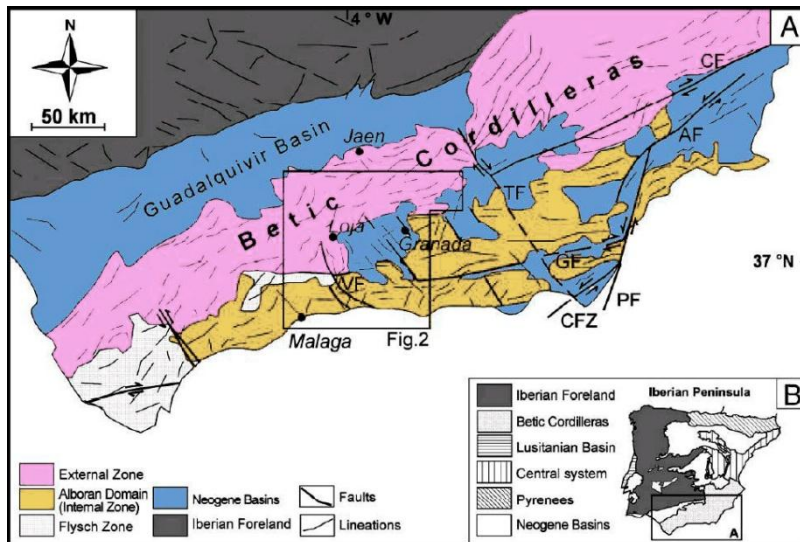 N
50 km
4 ° W
A
CF
Betic Cordilleras
Guadalquivir Basin
Jaen
AF
TF
Loja
Granada
37 °N
VF
GF
PF
CFZ
Malaga
Fig.2
External Zone
Alboran Domain
(Internal Zone)
Flysch Zone
Neogene Basins
Iberian Foreland
Faults
Lineations
B
Iberian Peninsula
Iberian Foreland
Betic Cordilleras
Lusitanian Basin
Central system
Pyrenees
Neogene Basins
A